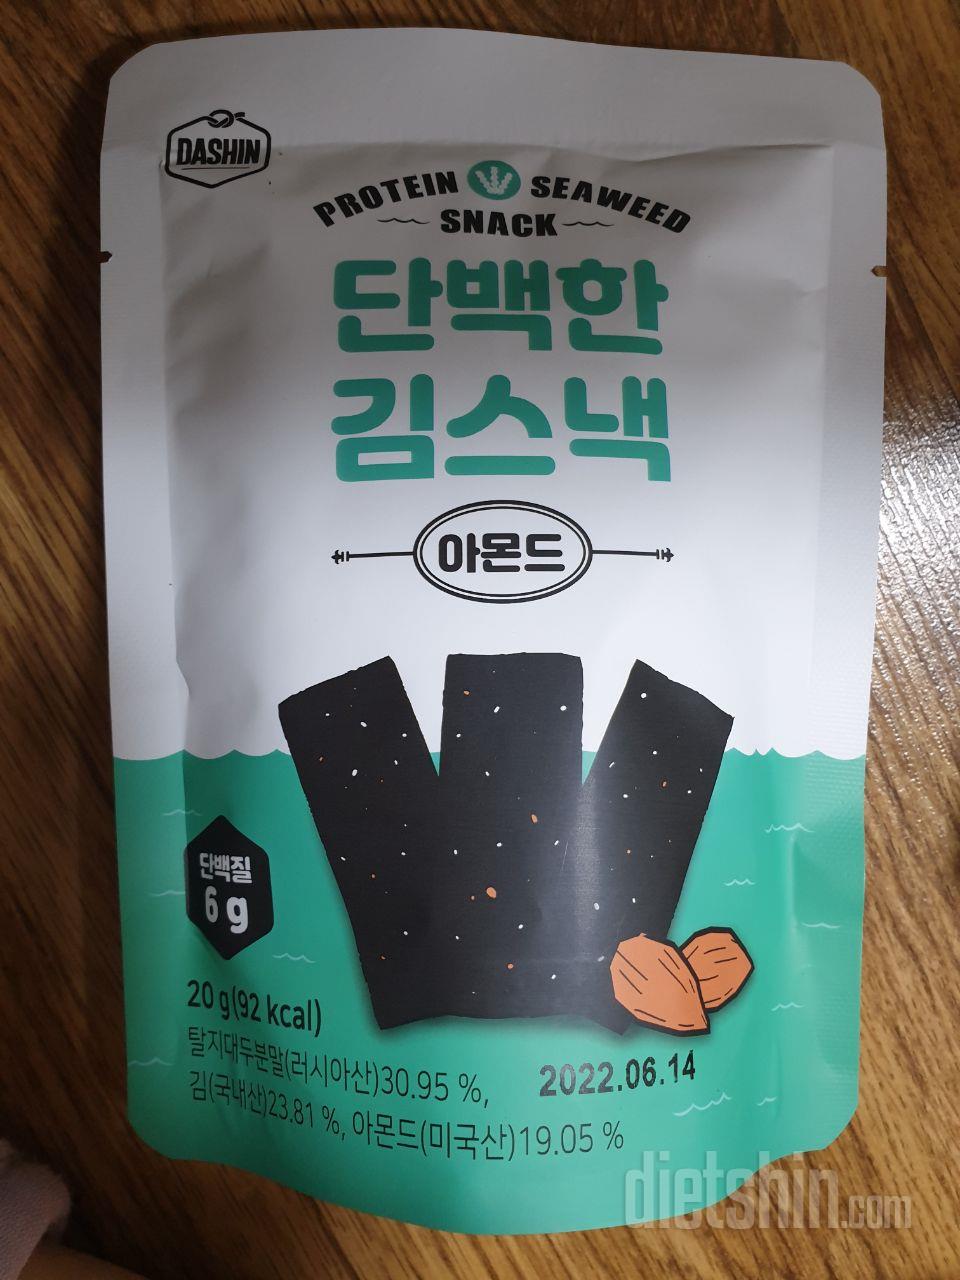 DASHIN
PROTEIN SEAWEED
SNACK
단백한
김스낵
아몬드
단백질
6 g
20 g(92 kcal)
탈지대두분말(러시아산)30.95 %,
김(국내산)23.81 %, 아몬드(미국산)19.05 %
2022.06.14
dietshin.com